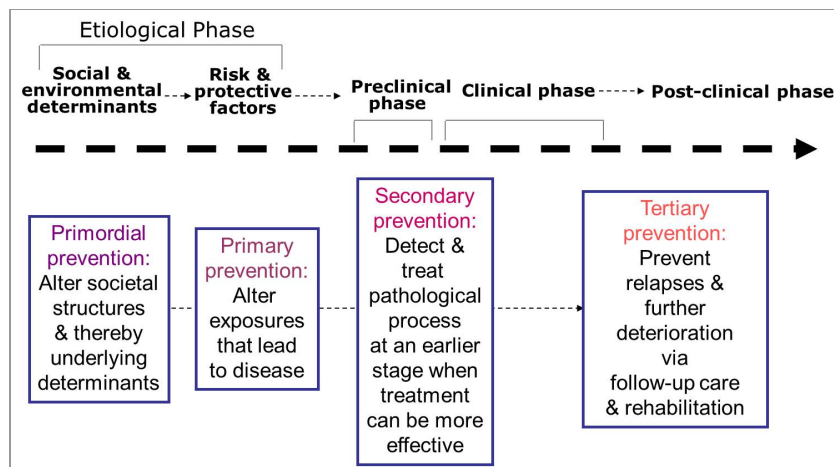 Etiological Phase
Social &
environmental
determinants
Risk &
protective
factors
Preclinical
phase
Clinical phase
Post-clinical phase
Primordial
prevention:
Alter societal
structures
& thereby
underlying
determinants
Primary
prevention:
Alter
exposures
that lead
to disease
Secondary
prevention:
Detect &
treat
pathological
process
at an earlier
stage when
treatment
can be more
effective
Tertiary
prevention:
Prevent
relapses &
further
deterioration
via
follow-up care
& rehabilitation